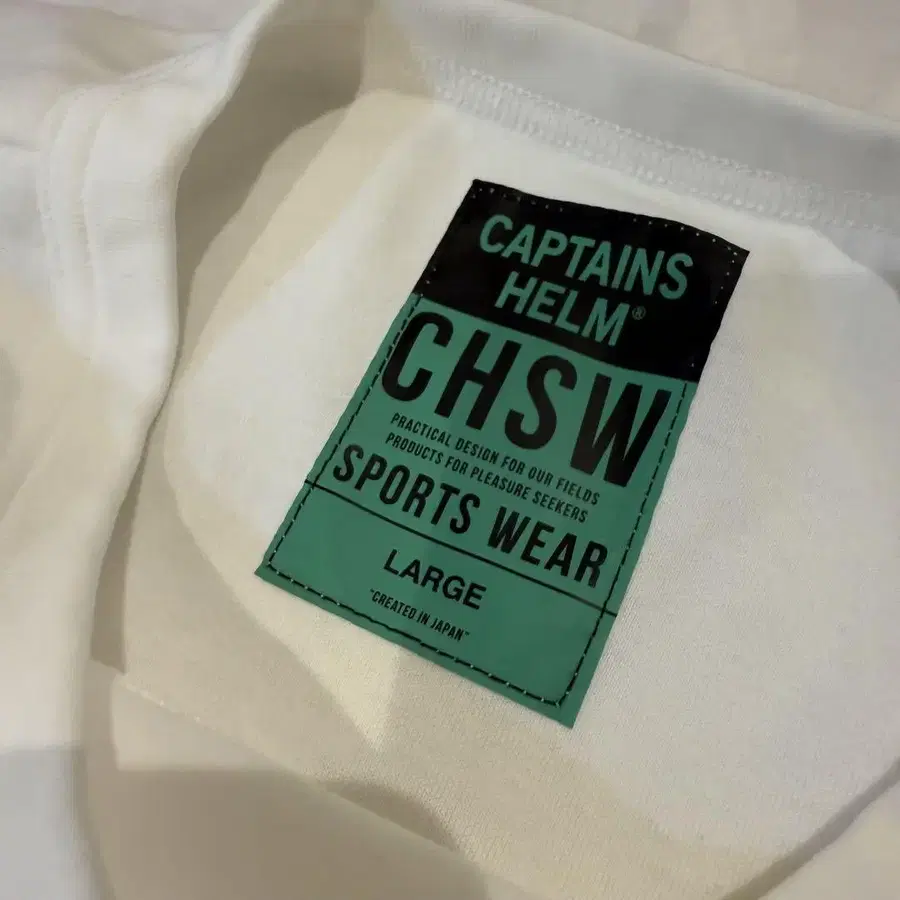 CAPTAINS
HELM®
CHSW
PRACTICAL DESIGN FOR OUR FIELDS
PRODUCTS FOR PLEASURE SEEKERS
SPORTS WEAR
LARGE
"CREATED IN JAPAN"